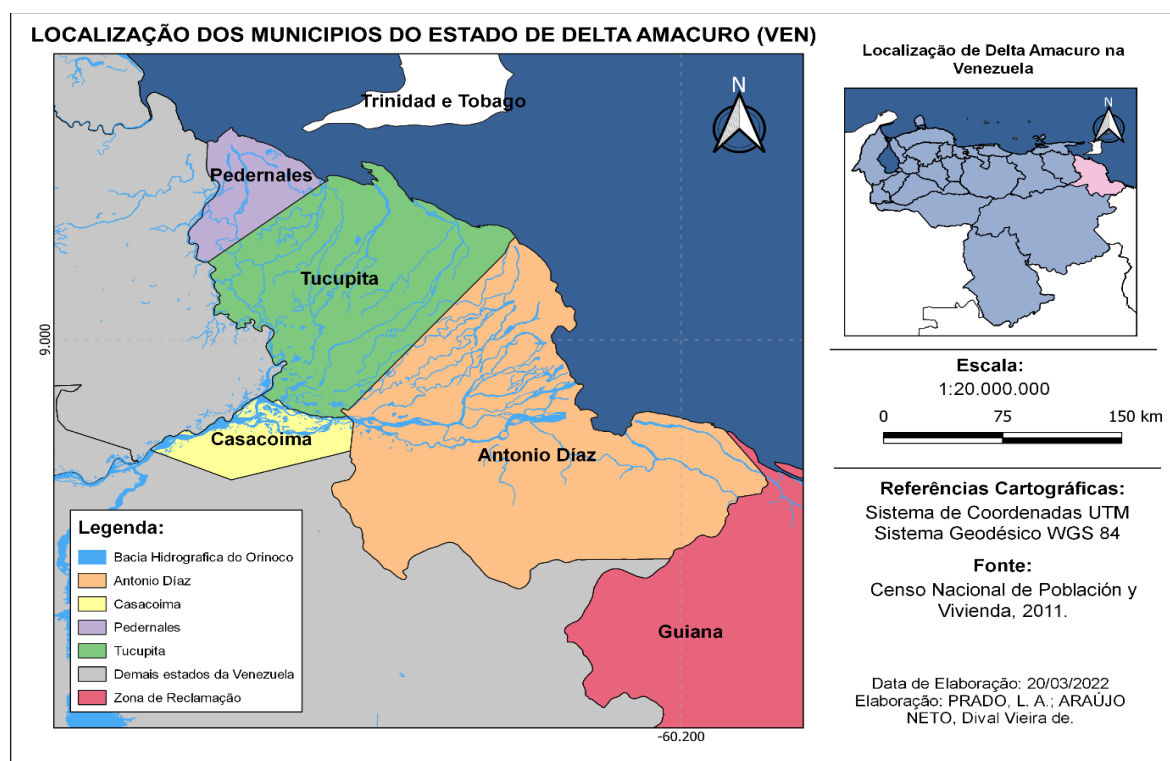 LOCALIZAÇÃO DOS MUNICIPIOS DO ESTADO DE DELTA AMACURO (VEN)
Trinidad e Tobago
N
Pedernales
Tucupita
9.000
Casacoima
Antonio Díaz
Guiana
-60.200
Legenda:
Bacia Hidrografica do Orinoco
Antonio Díaz
Casacoima
Pedernales
Tucupita
Demais estados da Venezuela
Zona de Reclamação
Localização de Delta Amacuro na
Venezuela
N
Escala:
1:20.000.000
0 75 150 km
Referências Cartográficas:
Sistema de Coordenadas UTM
Sistema Geodésico WGS 84
Fonte:
Censo Nacional de Población y
Vivienda, 2011.
Data de Elaboração: 20/03/2022
Elaboração: PRADO, L. A.; ARAÚJO
NETO, Dival Vieira de.